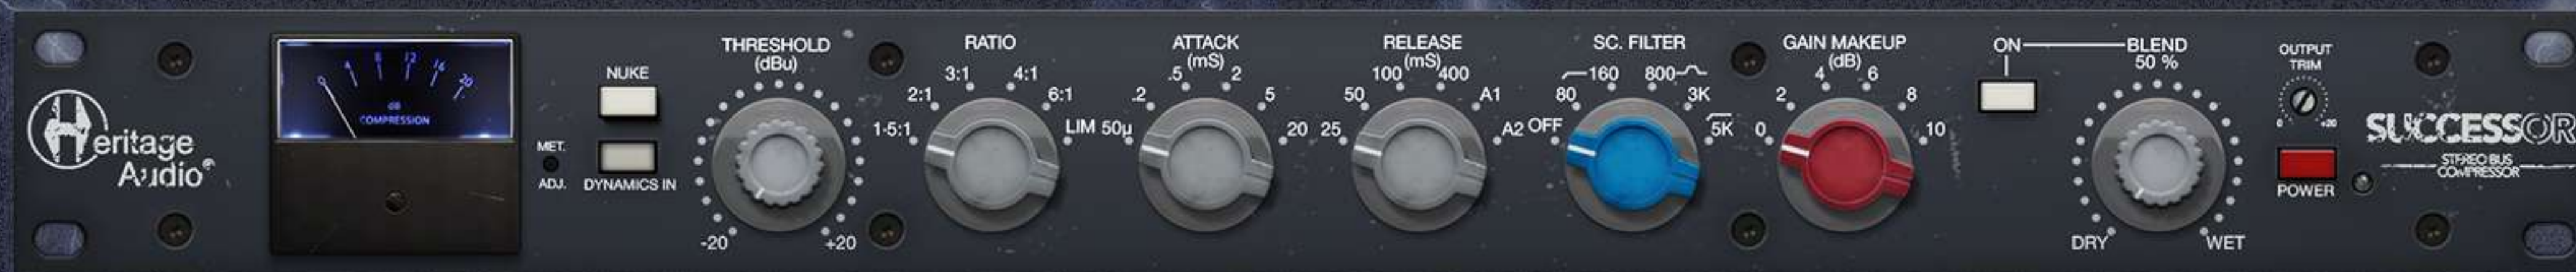 Heritage
Audio®
0 4 8 12 16 20
dB
COMPRESSION
MET.
ADJ.
NUKE
DYNAMICS IN
THRESHOLD
(dBu)
-20 +20
RATIO
1·5:1 2:1 3:1 4:1 6:1 LIM
ATTACK
(mS)
50µ .2 .5 2 5 20
RELEASE
(mS)
25 50 100 400 A1 A2
SC. FILTER
OFF 80 160 800 3K 5K
GAIN MAKEUP
(dB)
0 2 4 6 8 10
ON
BLEND
50 %
DRY WET
OUTPUT
TRIM
0 +20
POWER
SUCCESSOR
STEREO BUS
COMPRESSOR